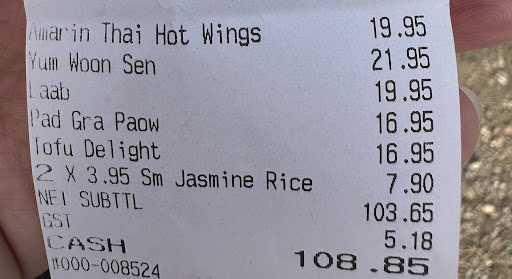 Amarin Thai Hot Wings 19.95
Yum Woon Sen 21.95
Laab 19.95
Pad Gra Paow 16.95
Tofu Delight 16.95
2 X 3.95 Sm Jasmine Rice 7.90
NET SUBTTL 103.65
GST 5.18
CASH 108.85
#000-008524